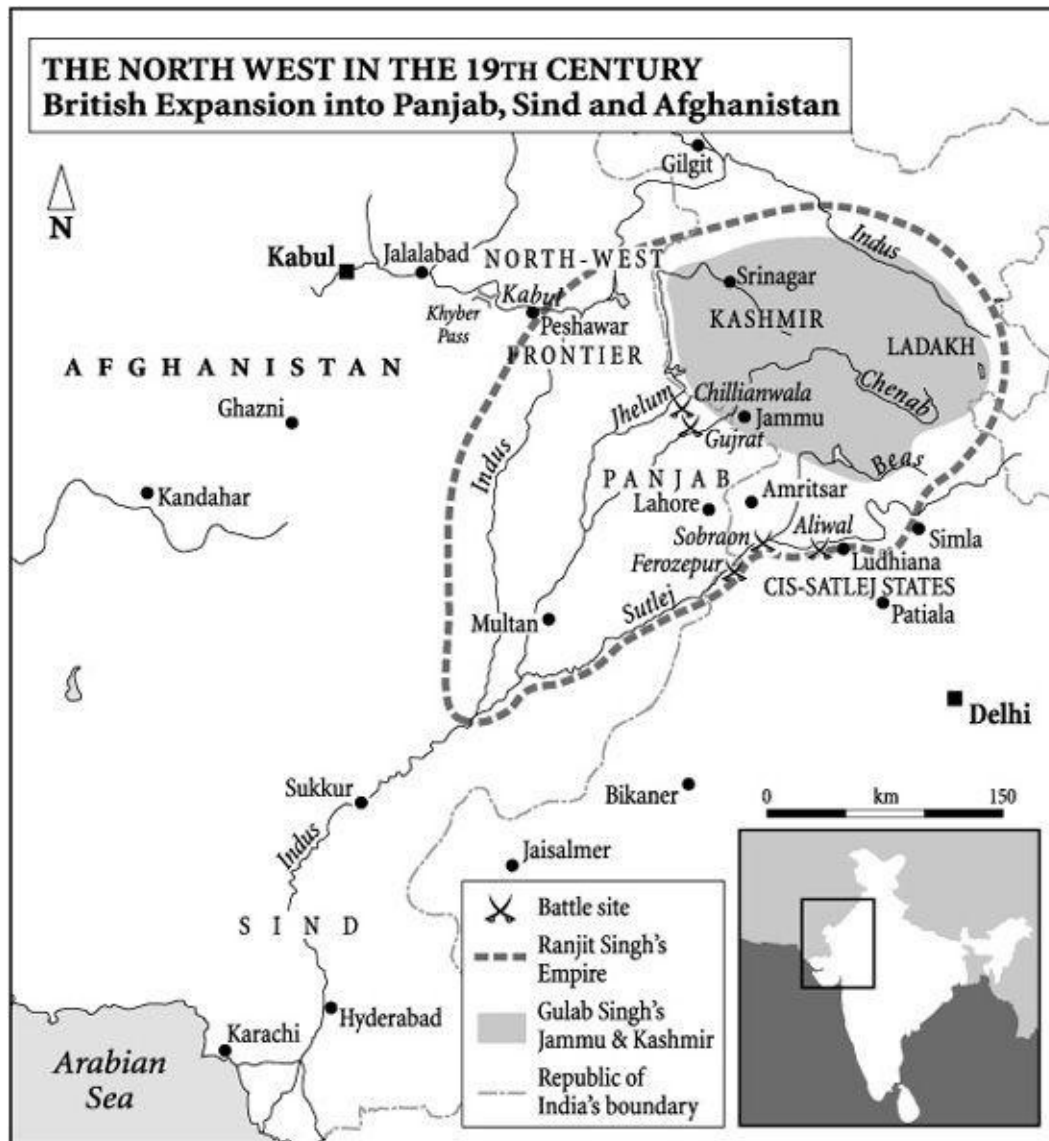 THE NORTH WEST IN THE 19TH CENTURY
British Expansion into Panjab, Sind and Afghanistan
Gilgit
N
Indus
Kabul
Jalalabad
NORTH-WEST
Srinagar
Kabul
Khyber
Pass
Peshawar
KASHMIR
FRONTIER
LADAKH
AFGHANISTAN
Ghazni
Jhelum
Chillianwala
Chenab
Jammu
Gujrat
Indus
Beas
PANJAB
Kandahar
Lahore
Amritsar
Sobraon
Aliwal
Simla
Ferozepur
Ludhiana
CIS-SATLEJ STATES
Sutlej
Patiala
Multan
Delhi
Sukkur
Bikaner
0 km 150
Indus
Jaisalmer
SIND
Hyderabad
Karachi
Arabian
Sea
Battle site
Ranjit Singh's
Empire
Gulab Singh's
Jammu & Kashmir
Republic of
India's boundary